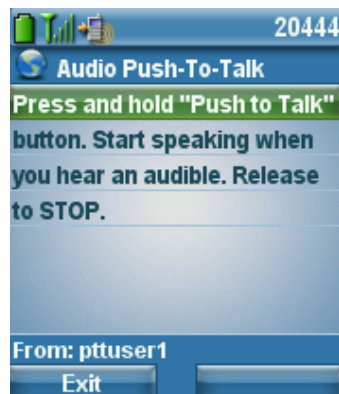 20444
Audio Push-To-Talk
Press and hold "Push to Talk"
button. Start speaking when
you hear an audible. Release
to STOP.
From: pttuser1
Exit